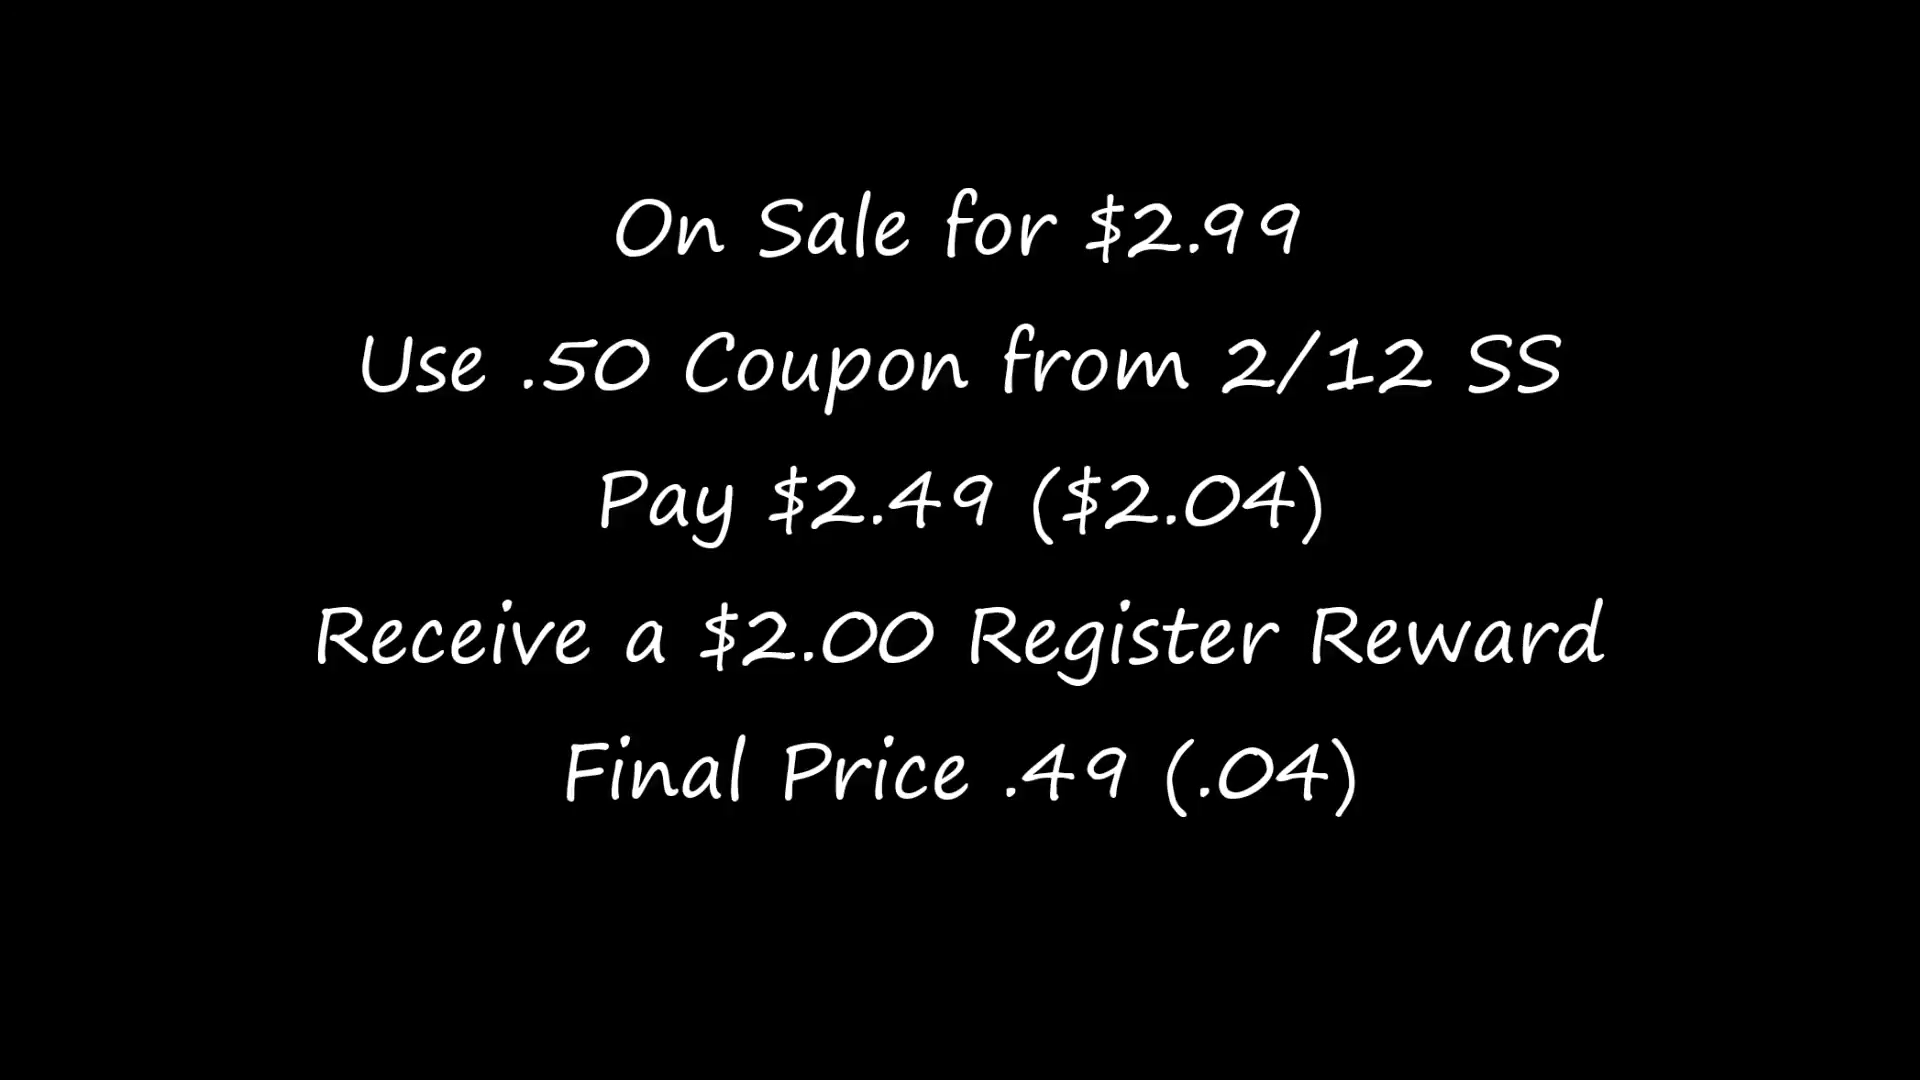 On Sale for $2.99
Use .50 Coupon from 2/12 SS
Pay $2.49 ($2.04)
Receive a $2.00 Register Reward
Final Price .49 (.04)